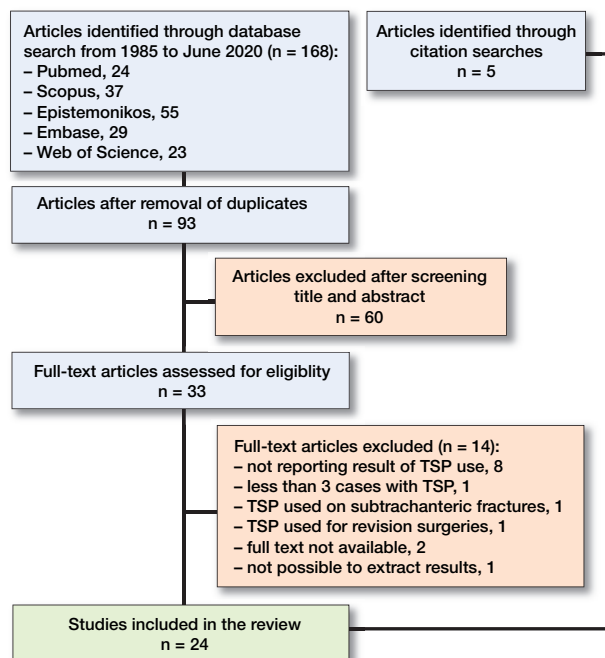 Articles identified through database
search from 1985 to June 2020 (n = 168):
– Pubmed, 24
– Scopus, 37
– Epistemonikos, 55
– Embase, 29
– Web of Science, 23
Articles identified through
citation searches
n = 5
Articles after removal of duplicates
n = 93
Articles excluded after screening
title and abstract
n = 60
Full-text articles assessed for eligiblity
n = 33
Full-text articles excluded (n = 14):
– not reporting result of TSP use, 8
– less than 3 cases with TSP, 1
– TSP used on subtrachanteric fractures, 1
– TSP used for revision surgeries, 1
– full text not available, 2
– not possible to extract results, 1
Studies included in the review
n = 24